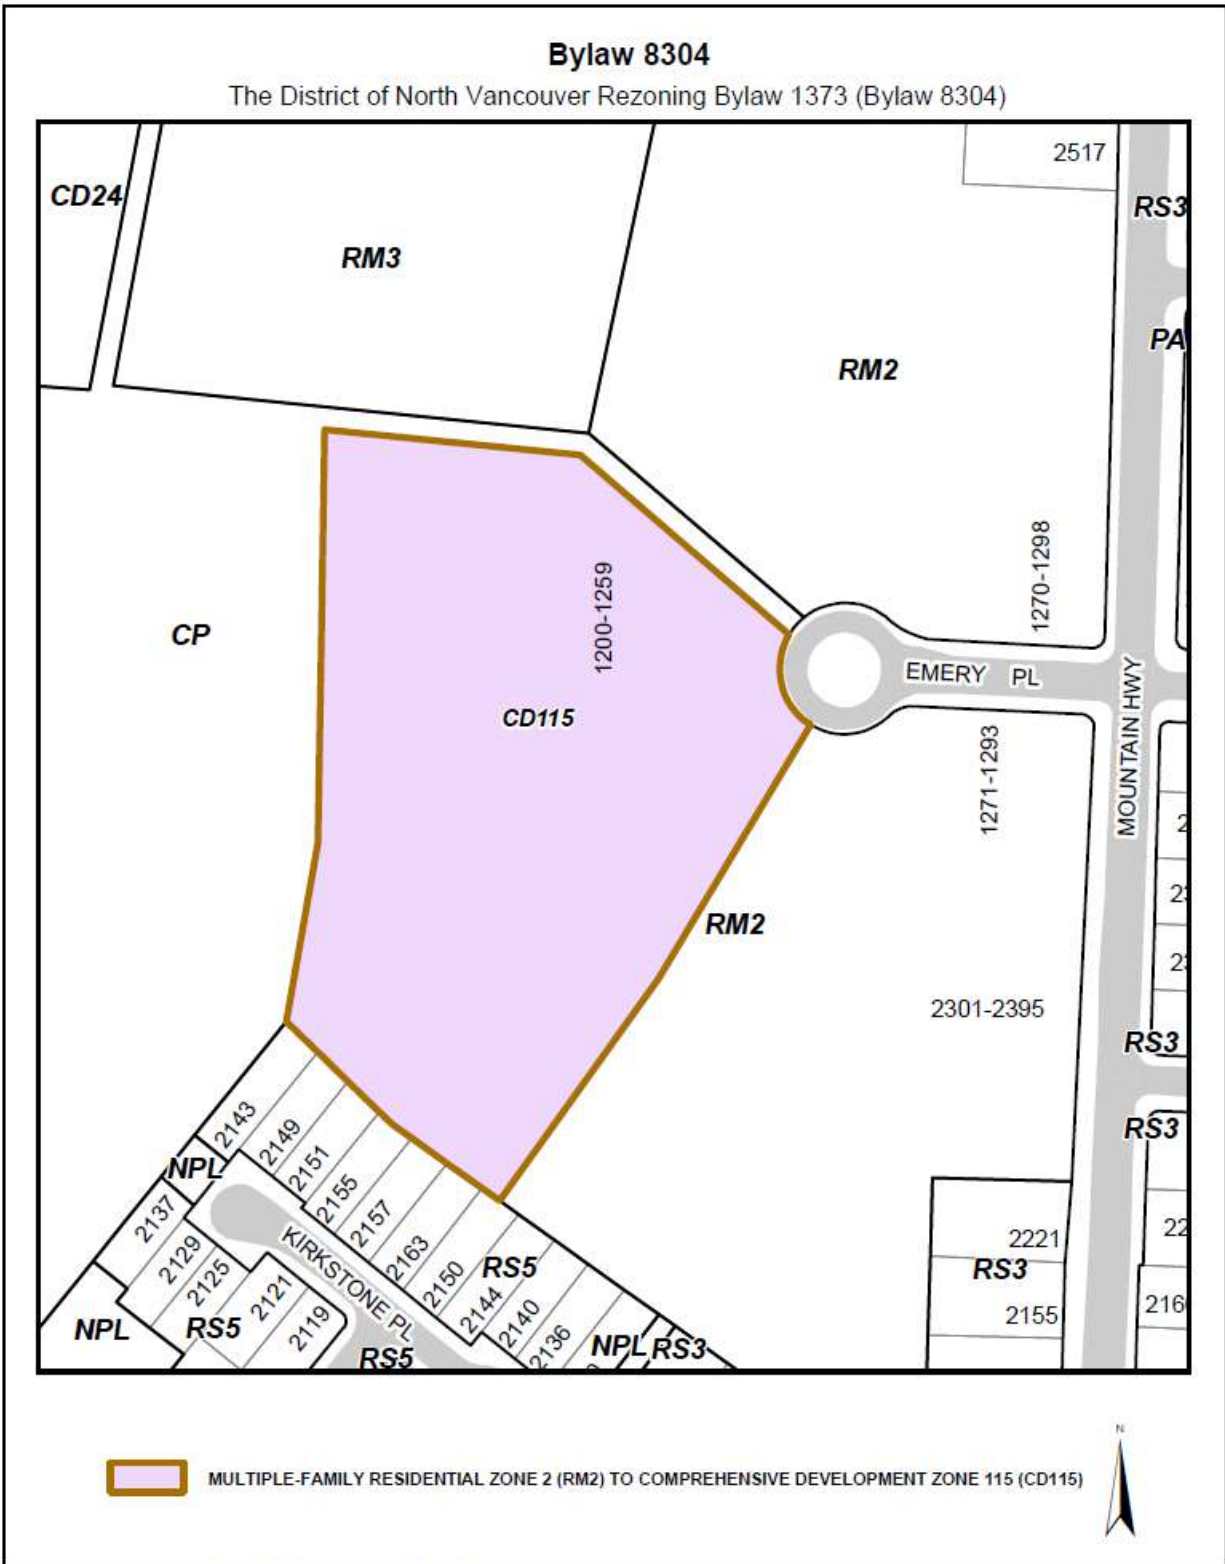 Bylaw 8304
The District of North Vancouver Rezoning Bylaw 1373 (Bylaw 8304)
2517
CD24
RS3
RM3
PA
RM2
1270-1298
1200-1259
CP
EMERY PL
CD115
MOUNTAIN HWY
1271-1293
RM2
2301-2395
RS3
RS3
2143
2149
2151
2155
2157
2163
2150
2144
2140
2136
RS5
NPL
2137
2129
2125
2121
2119
KIRKSTONE PL
NPL
RS5
RS5
NPL
RS3
2221
RS3
2155
22
216
MULTIPLE-FAMILY RESIDENTIAL ZONE 2 (RM2) TO COMPREHENSIVE DEVELOPMENT ZONE 115 (CD115)
N